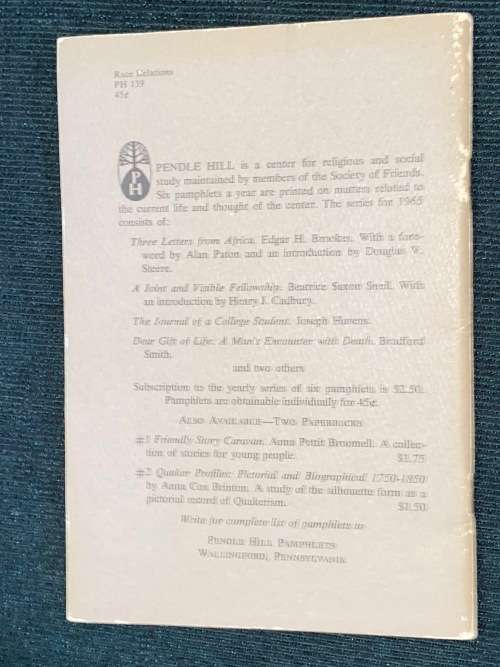 Race Relations
PH 139
45¢
PH
PENDLE HILL is a center for religious and social
study maintained by members of the Society of Friends.
Six pamphlets a year are printed on matters related to
the current life and thought of the center. The series for 1965
consists of:
Three Letters from Africa. Edgar H. Brookes. With a fore-
word by Alan Paton and an introduction by Douglas V.
Steere.
A Joint and Visible Fellowship. Beatrice Saxon Snell. With
an introduction by Henry J. Cadbury.
The Journal of a College Student. Joseph Havens.
Dear Gift of Life: A Man's Encounter with Death. Bradford
Smith.
and two others
Subscription to the yearly series of six pamphlets is $2.50.
Pamphlets are obtainable individually for 45¢.
ALSO AVAILABLE—TWO PAPERBACKS
#1 Friendly Story Caravan. Anna Pettit Broomell. A collec-
tion of stories for young people. $1.75
#2 Quaker Profiles: Pictorial and Biographical 1750-1850
by Anna Cox Brinton. A study of the silhouette form as a
pictorial record of Quakerism. $1.50
Write for complete list of pamphlets to
PENDLE HILL PAMPHLETS
WALLINGFORD, PENNSYLVANIA